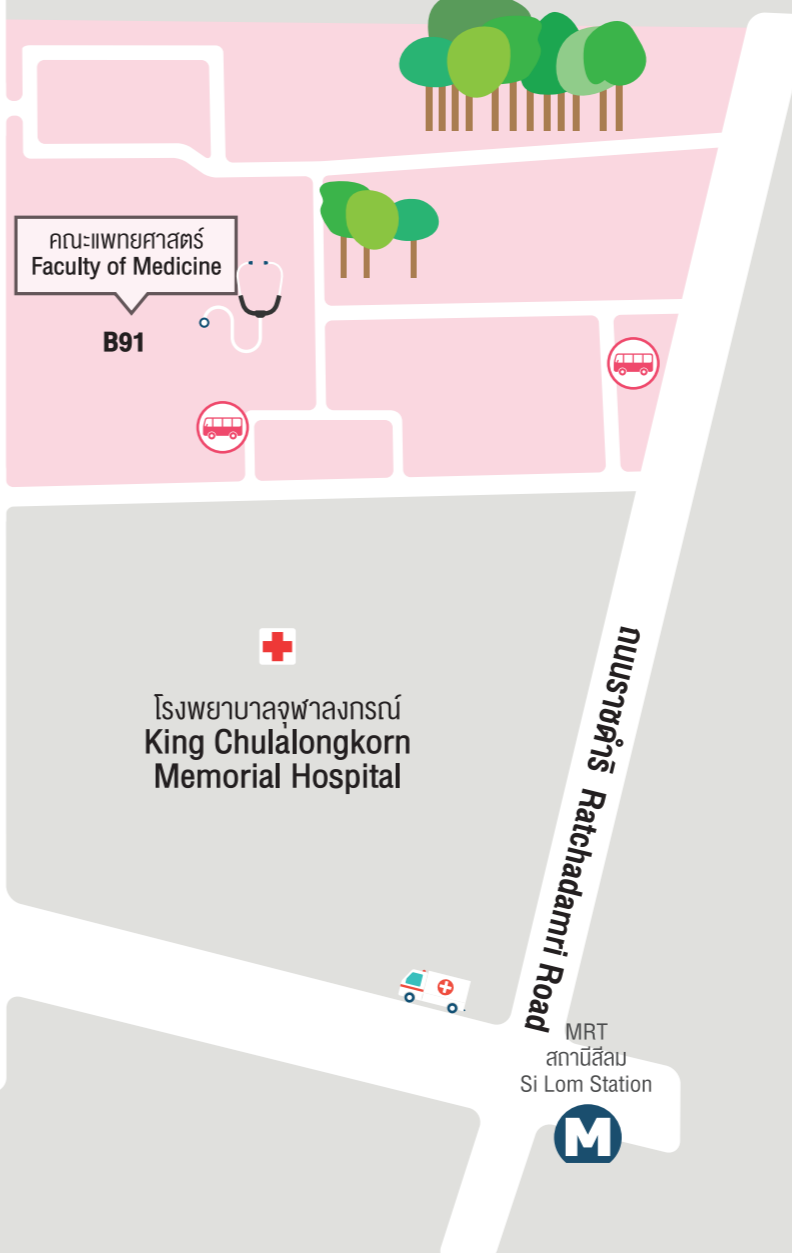 คณะแพทยศาสตร์
Faculty of Medicine
B91
โรงพยาบาลจุฬาลงกรณ์
King Chulalongkorn
Memorial Hospital
ถนนราชดำริ Ratchadamri Road
MRT
สถานีสีลม
Si Lom Station
M